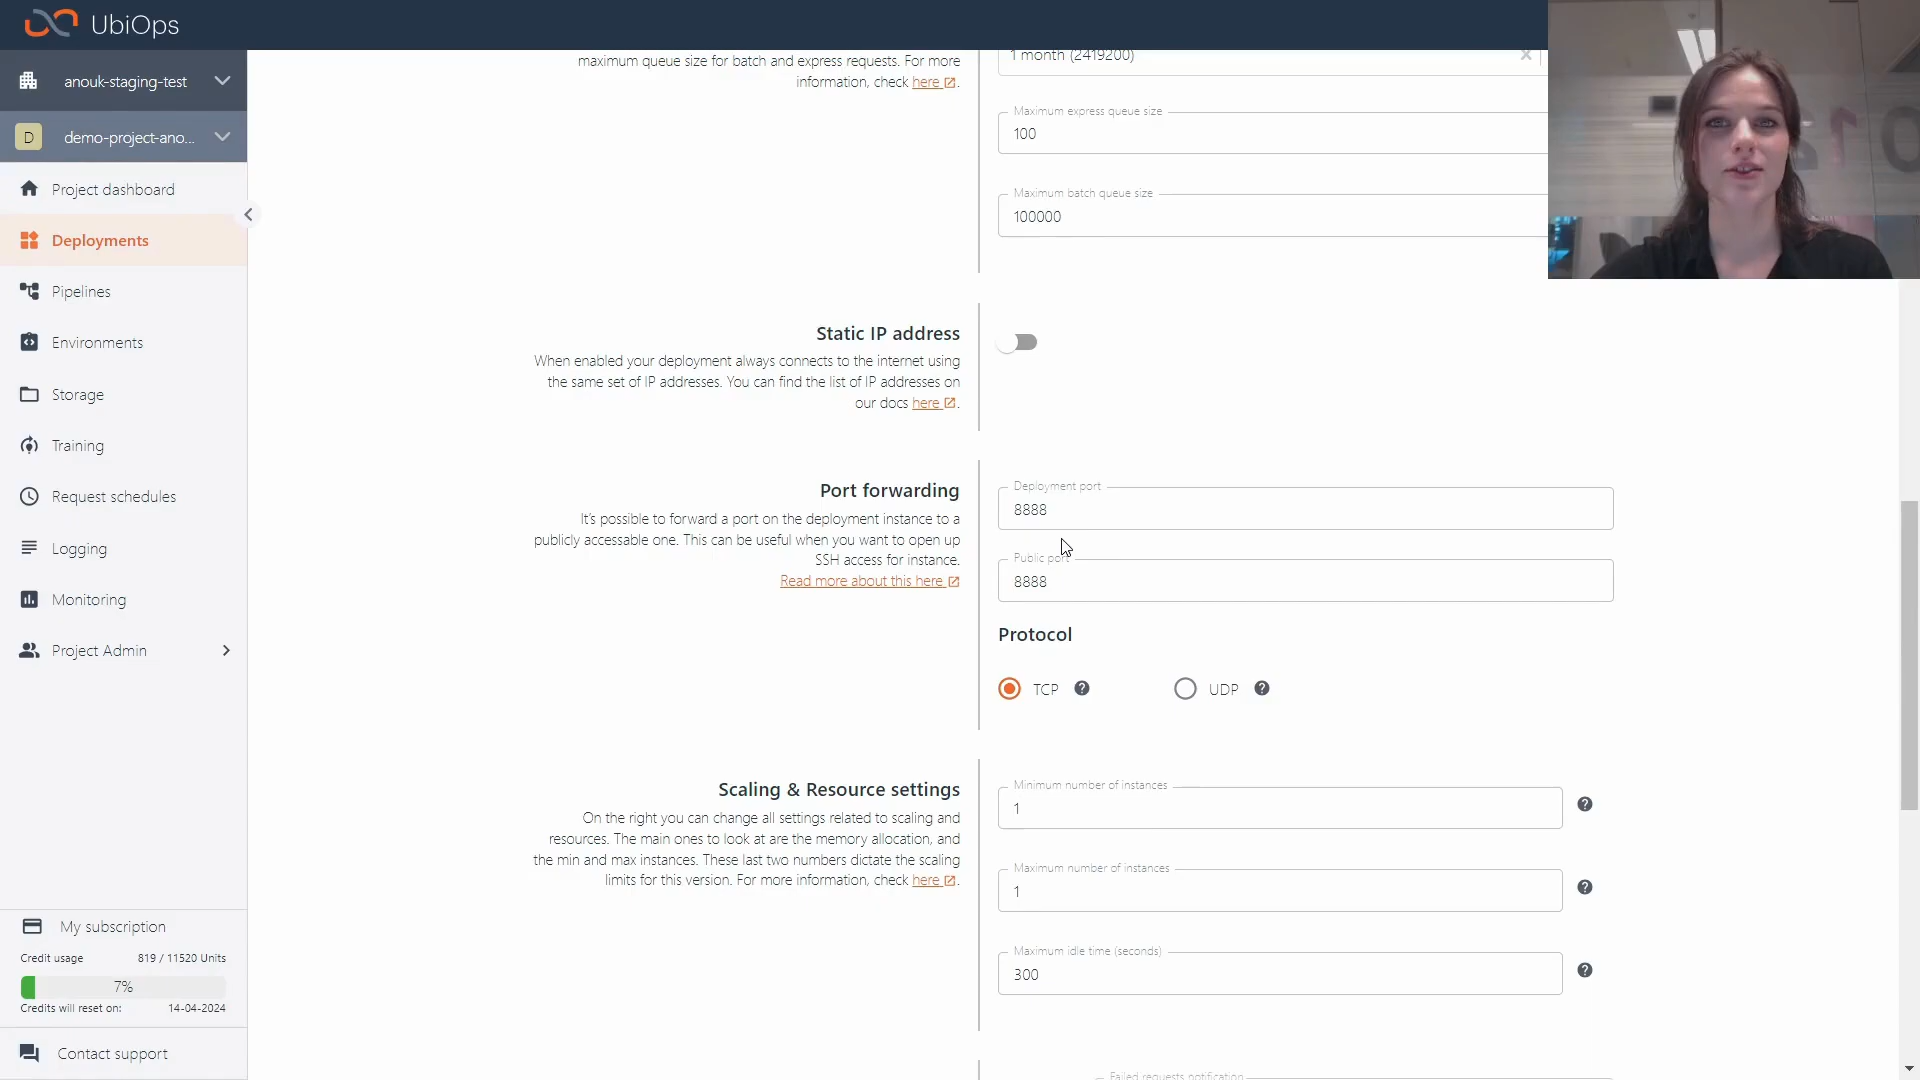 UbiOps
anouk-staging-test
D
demo-project-ano...
Project dashboard
Deployments
Pipelines
Environments
Storage
Training
Request schedules
Logging
Monitoring
Project Admin
My subscription
Credit usage 819 / 11520 Units
7%
Credits will reset on: 14-04-2024
Contact support
maximum queue size for batch and express requests. For more
information, check here.
1 month (2419200)
Maximum express queue size
100
Maximum batch queue size
100000
Static IP address
When enabled your deployment always connects to the internet using
the same set of IP addresses. You can find the list of IP addresses on
our docs here.
Port forwarding
It's possible to forward a port on the deployment instance to a
publicly accessable one. This can be useful when you want to open up
SSH access for instance.
Read more about this here
Deployment port
8888
Public port
8888
Protocol
TCP
UDP
Scaling & Resource settings
On the right you can change all settings related to scaling and
resources. The main ones to look at are the memory allocation, and
the min and max instances. These last two numbers dictate the scaling
limits for this version. For more information, check here.
Minimum number of instances
1
Maximum number of instances
1
Maximum idle time (seconds)
300
Failed requests notification